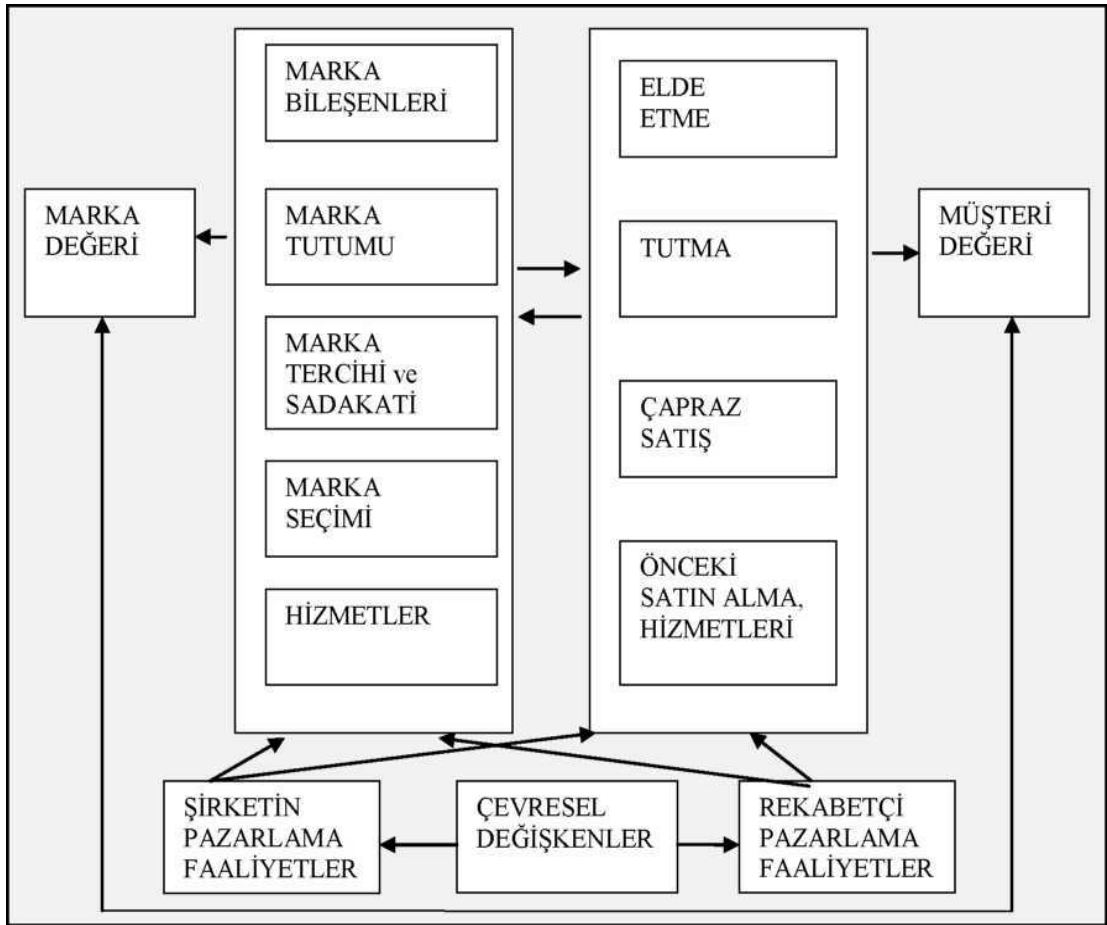 MARKA
BİLEŞENLERİ
ELDE
ETME
MARKA
DEĞERİ
MARKA
TUTUMU
TUTMA
MÜŞTERİ
DEĞERİ
MARKA
TERCİHİ ve
SADAKATİ
ÇAPRAZ
SATIŞ
MARKA
SEÇİMİ
ÖNCEKİ
SATIN ALMA,
HİZMETLERİ
HİZMETLER
ŞİRKETİN
PAZARLAMA
FAALİYETLER
ÇEVRESEL
DEĞİŞKENLER
REKABETÇİ
PAZARLAMA
FAALİYETLER